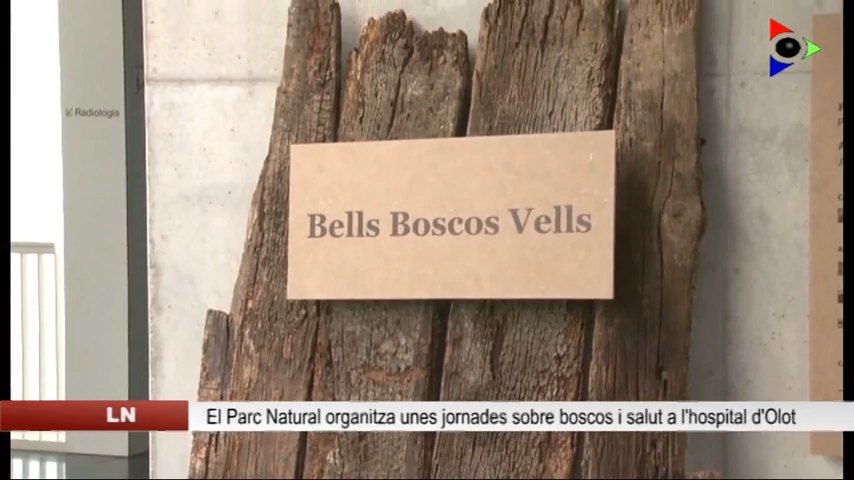 Radiologia
Bells Boscos Vells
LN El Parc Natural organitza unes jornades sobre boscos i salut a l'hospital d'Olot